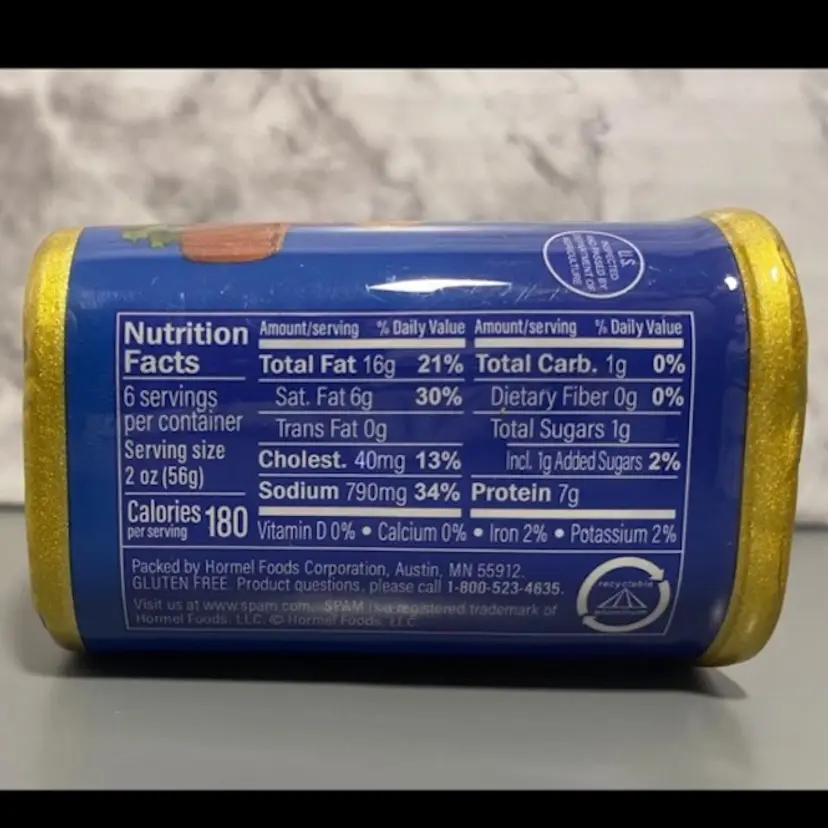 U.S.
INSPECTED
AND PASSED BY
DEPARTMENT OF
AGRICULTURE
Nutrition
Facts
6 servings
per container
Serving size
2 oz (56g)
Calories 180
per serving
Amount/serving % Daily Value
Total Fat 16g 21%
Sat. Fat 6g 30%
Trans Fat 0g
Cholest. 40mg 13%
Sodium 790mg 34%
Amount/serving % Daily Value
Total Carb. 1g 0%
Dietary Fiber 0g 0%
Total Sugars 1g
Incl. 1g Added Sugars 2%
Protein 7g
Vitamin D 0% • Calcium 0% • Iron 2% • Potassium 2%
Packed by Hormel Foods Corporation, Austin, MN 55912.
GLUTEN FREE. Product questions, please call 1-800-523-4635.
Visit us at www.spam.com. SPAM is a registered trademark of
Hormel Foods, LLC. © Hormel Foods, LLC
recyclable
aluminum